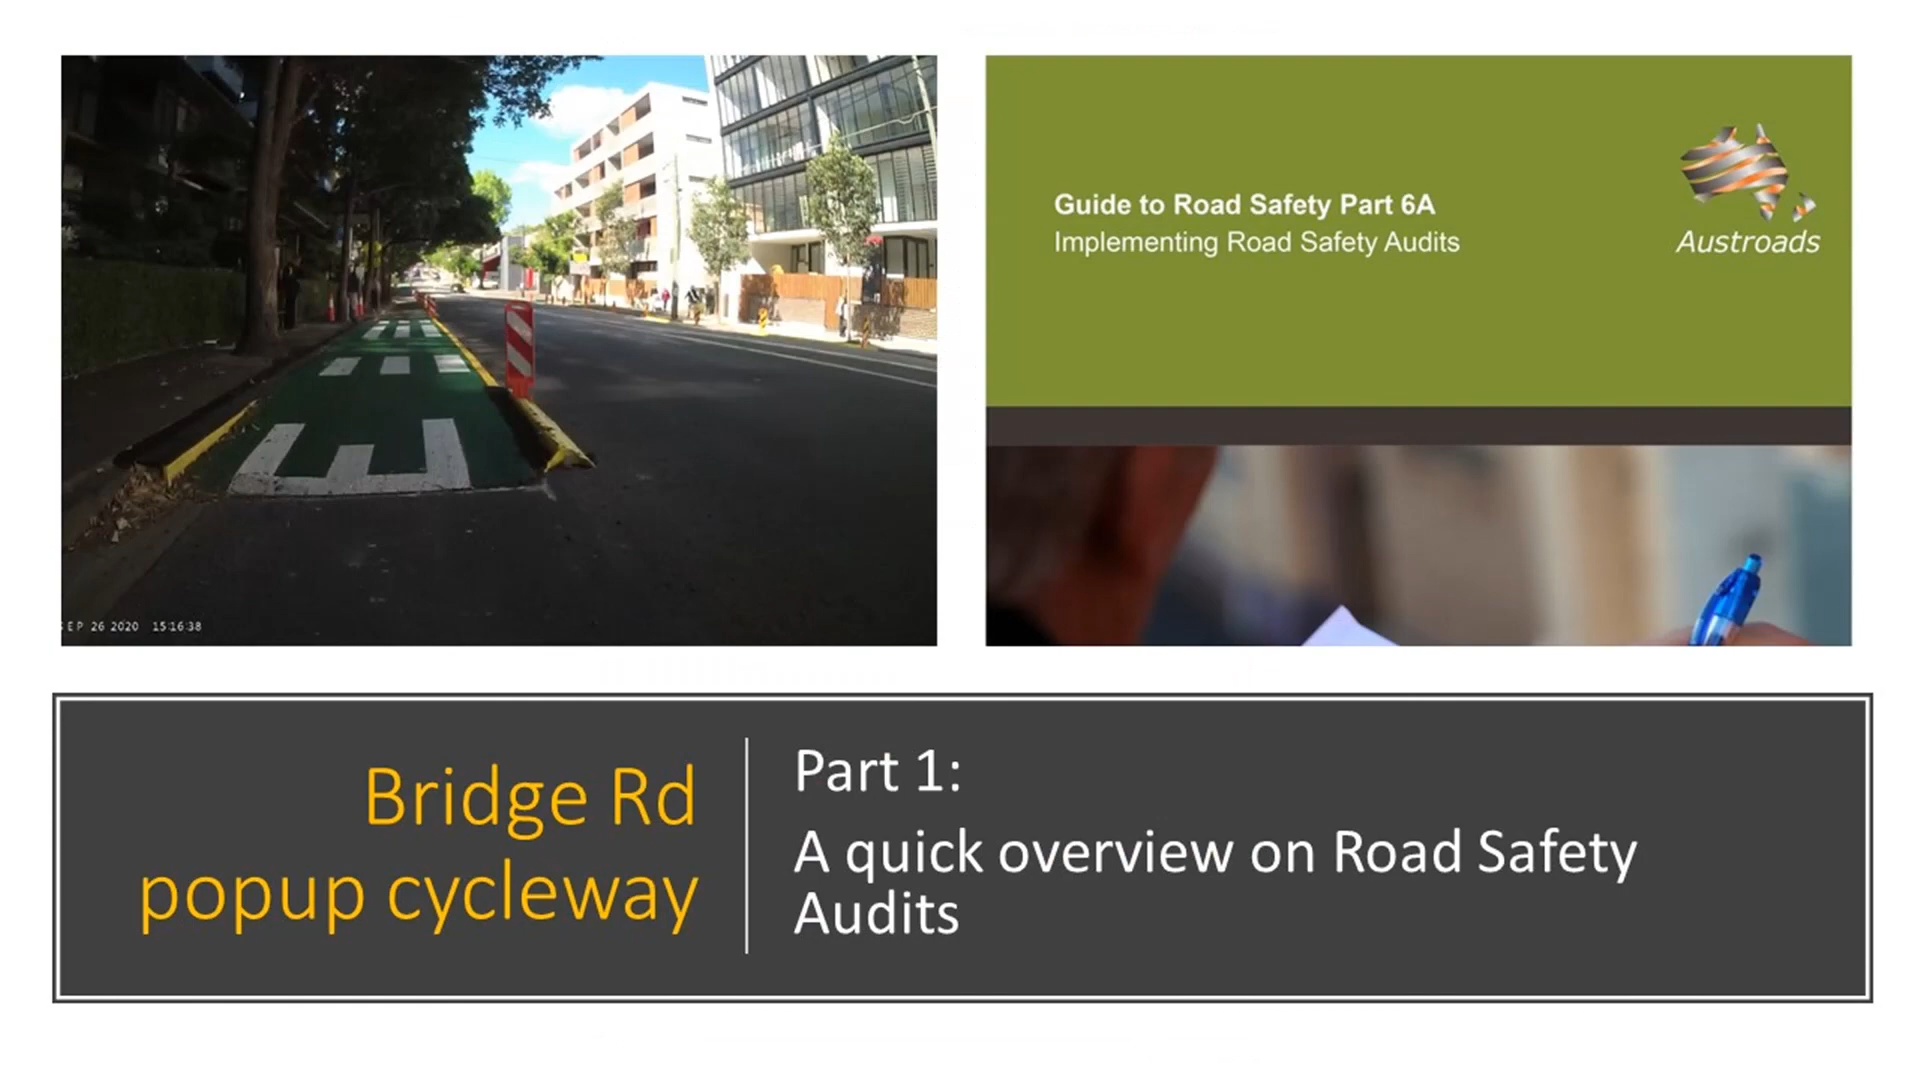 SEP 26 2020 15:16:38
Guide to Road Safety Part 6A
Implementing Road Safety Audits
Austroads
Bridge Rd
popup cycleway
Part 1:
A quick overview on Road Safety
Audits